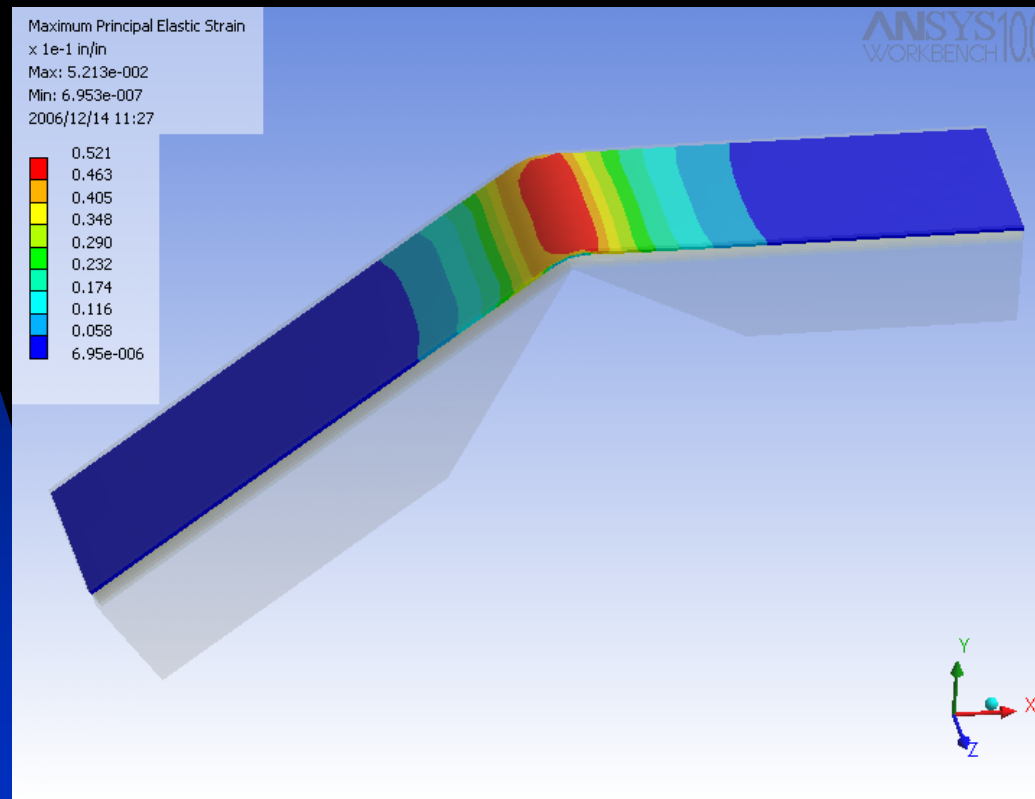 Maximum Principal Elastic Strain
x 1e-1 in/in
Max: 5.213e-002
Min: 6.953e-007
2006/12/14 11:27
0.521
0.463
0.405
0.348
0.290
0.232
0.174
0.116
0.058
6.95e-006
ANSYS
WORKBENCH 10.0
Y
X
Z